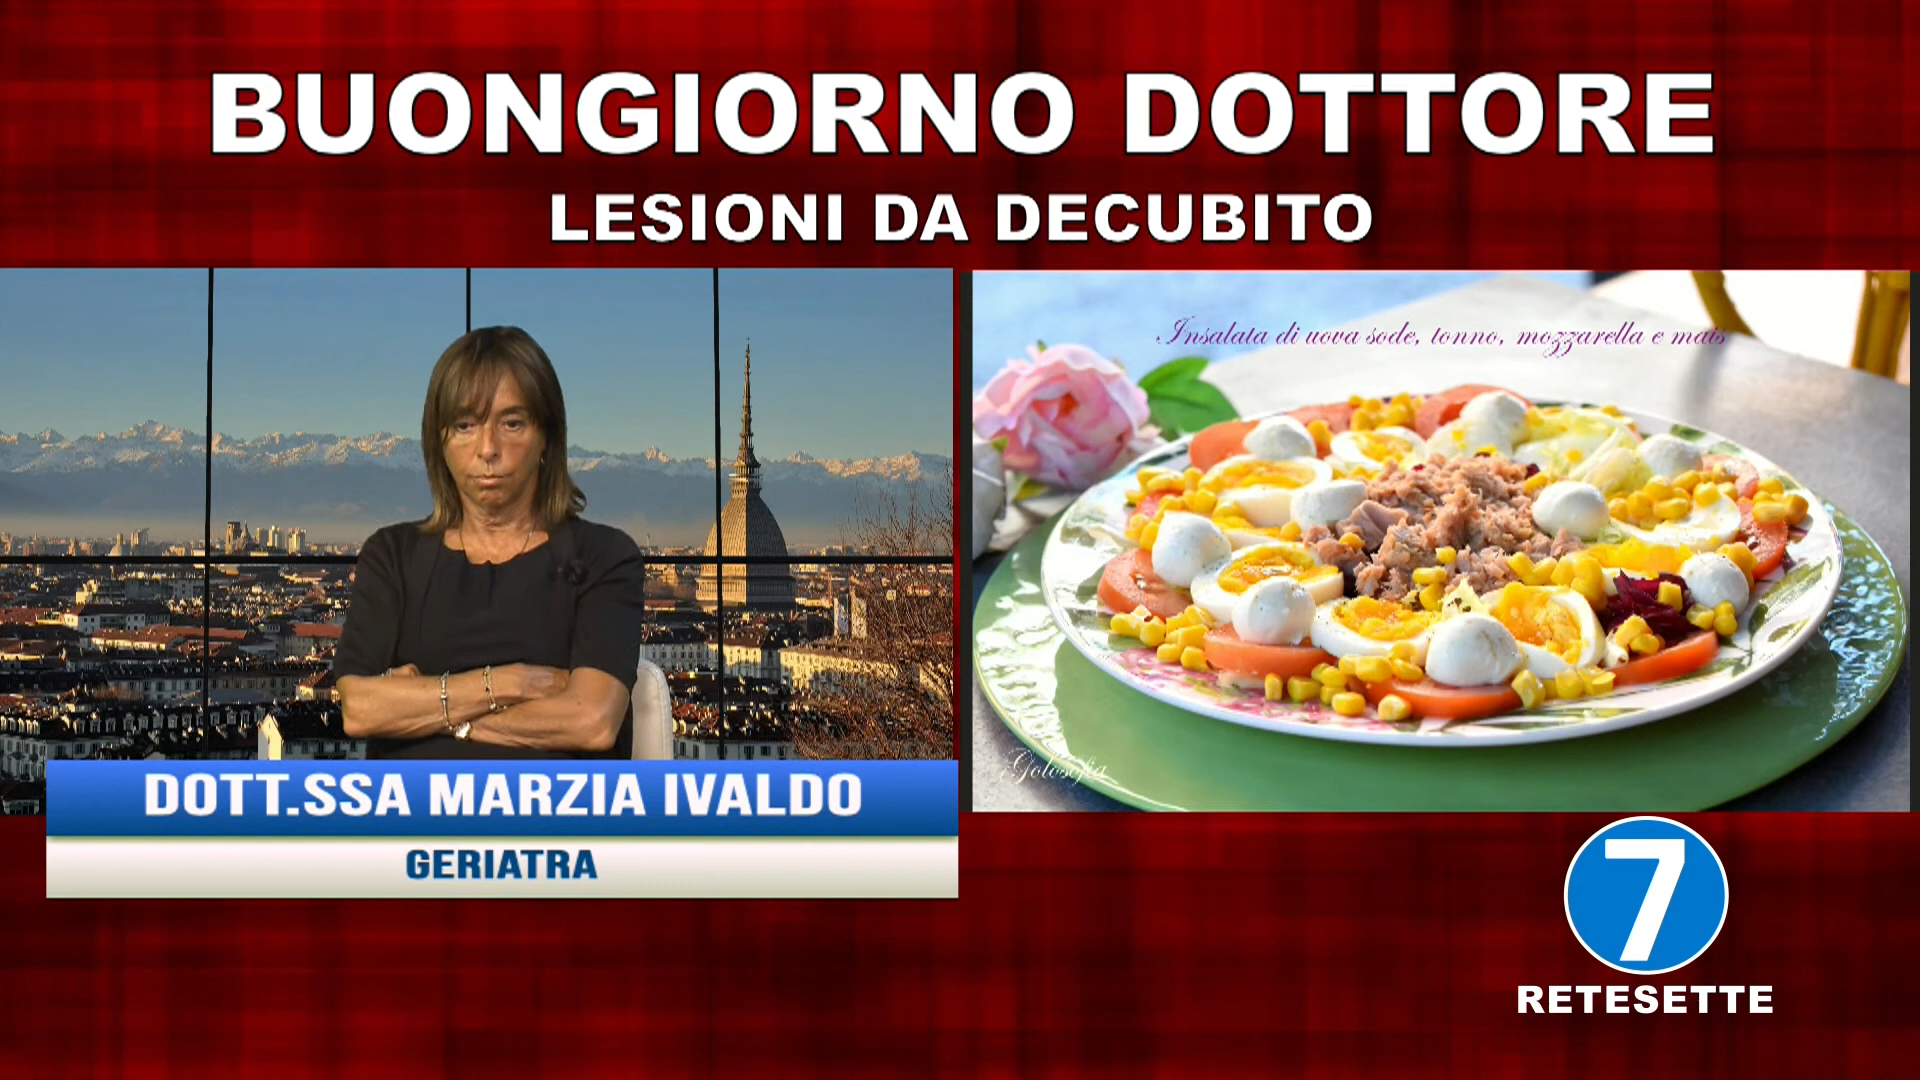 BUONGIORNO DOTTORE
LESIONI DA DECUBITO
Insalata di uova sode, tonno, mozzarella e mais
Golosofia
DOTT.SSA MARZIA IVALDO
GERIATRA
7
RETESETTE